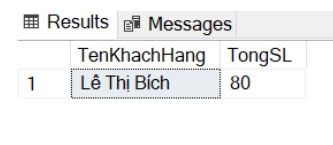 Results Messages
TenKhachHang TongSL
1 Lê Thị Bích 80